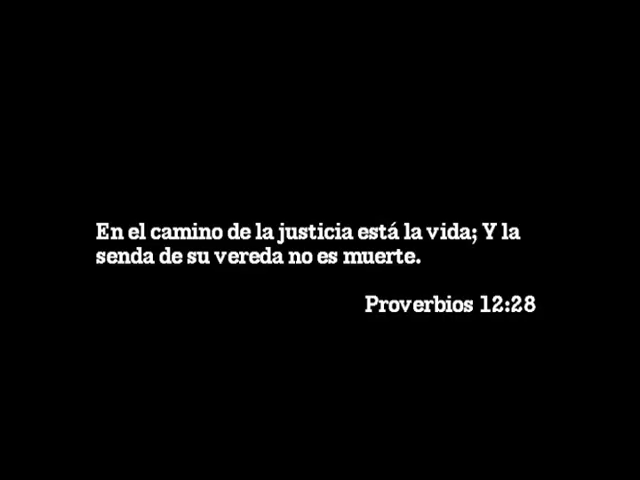 En el camino de la justicia está la vida; Y la
senda de su vereda no es muerte.
Proverbios 12:28